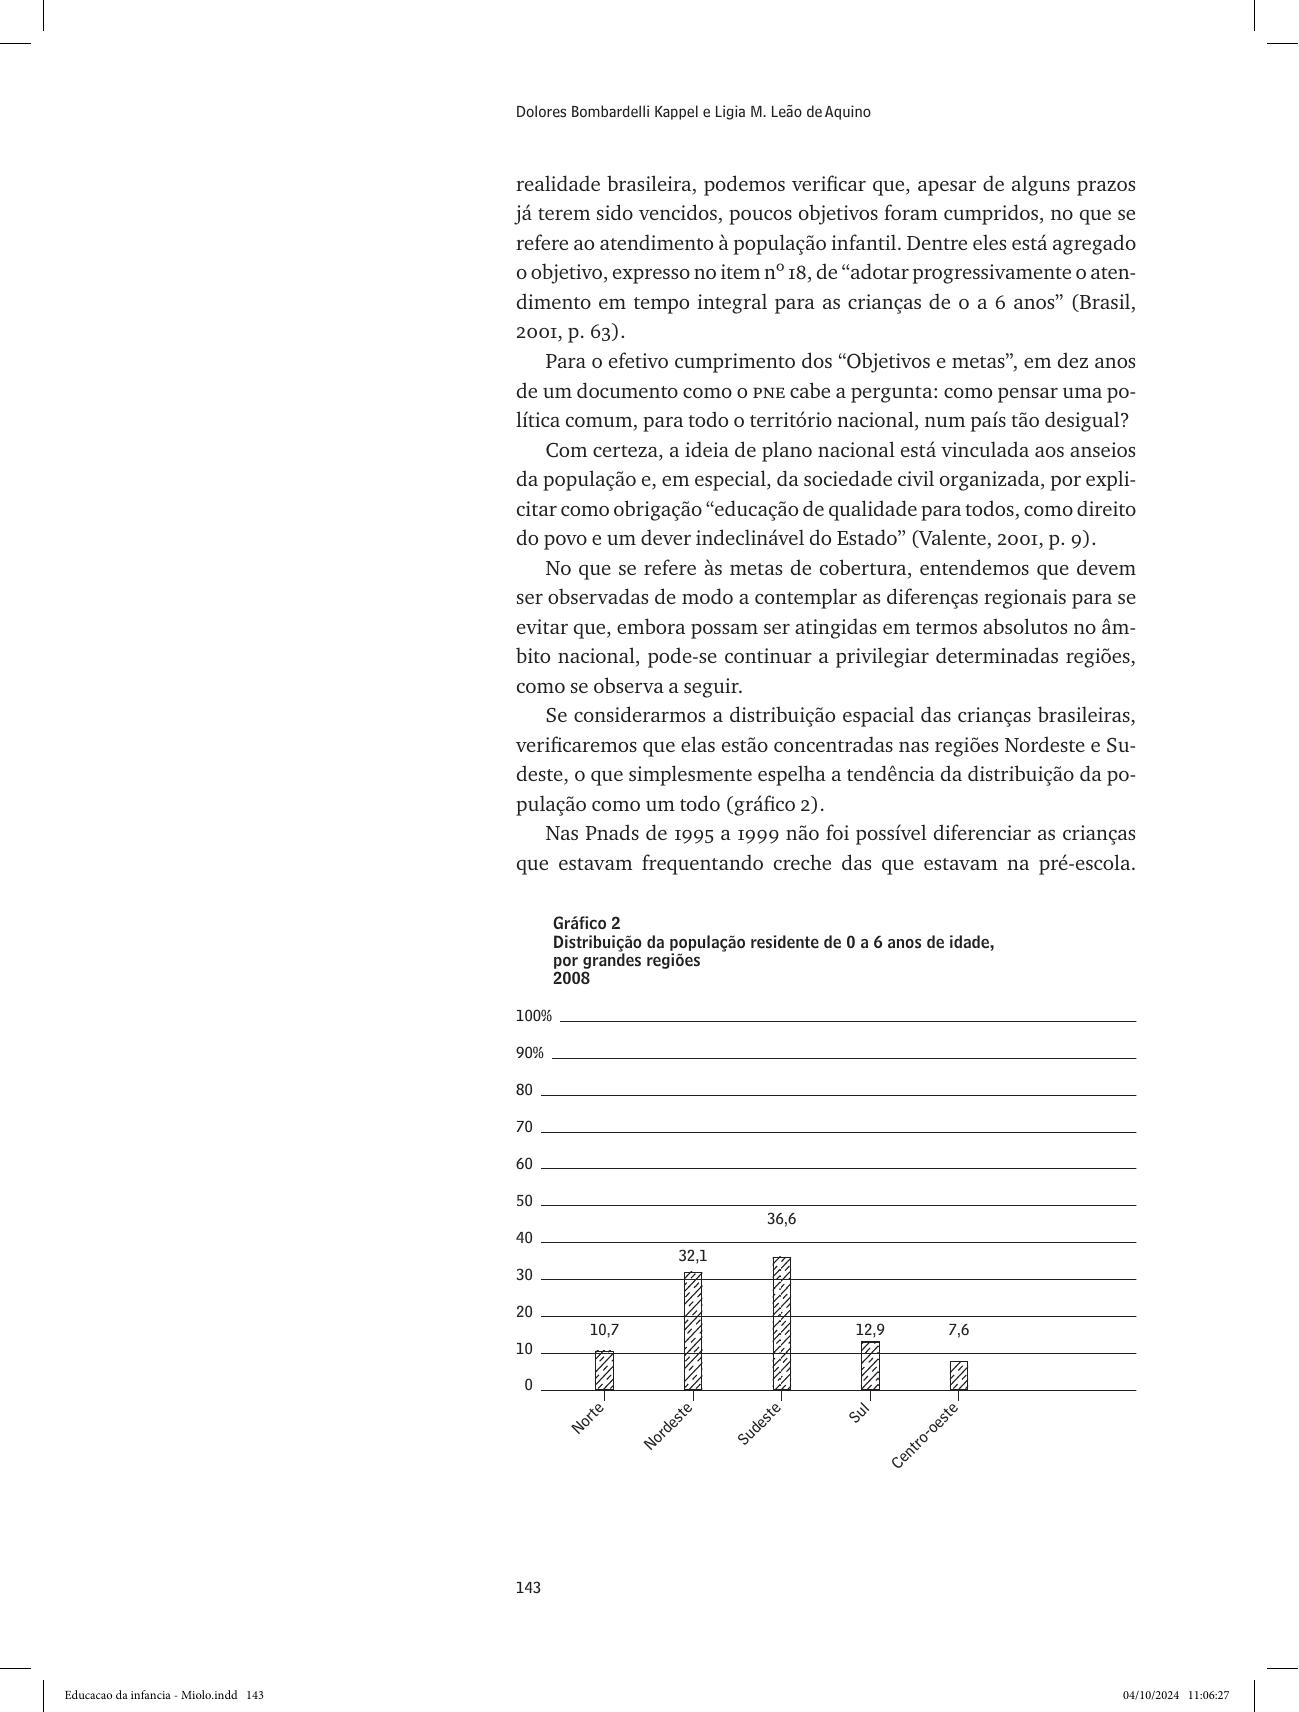 Dolores Bombardelli Kappel e Ligia M. Leão de Aquino
realidade brasileira, podemos verificar que, apesar de alguns prazos
já terem sido vencidos, poucos objetivos foram cumpridos, no que se
refere ao atendimento à população infantil. Dentre eles está agregado
o objetivo, expresso no item nº 18, de “adotar progressivamente o aten-
dimento em tempo integral para as crianças de 0 a 6 anos” (Brasil,
2001, p. 63).
Para o efetivo cumprimento dos “Objetivos e metas”, em dez anos
de um documento como o PNE cabe a pergunta: como pensar uma po-
lítica comum, para todo o território nacional, num país tão desigual?
Com certeza, a ideia de plano nacional está vinculada aos anseios
da população e, em especial, da sociedade civil organizada, por expli-
citar como obrigação “educação de qualidade para todos, como direito
do povo e um dever indeclinável do Estado” (Valente, 2001, p. 9).
No que se refere às metas de cobertura, entendemos que devem
ser observadas de modo a contemplar as diferenças regionais para se
evitar que, embora possam ser atingidas em termos absolutos no âm-
bito nacional, pode-se continuar a privilegiar determinadas regiões,
como se observa a seguir.
Se considerarmos a distribuição espacial das crianças brasileiras,
verificaremos que elas estão concentradas nas regiões Nordeste e Su-
deste, o que simplesmente espelha a tendência da distribuição da po-
pulação como um todo (gráfico 2).
Nas Pnads de 1995 a 1999 não foi possível diferenciar as crianças
que estavam frequentando creche das que estavam na pré-escola.
Gráfico 2
Distribuição da população residente de 0 a 6 anos de idade,
por grandes regiões
2008
100%
90%
80
70
60
50
36,6
40
32,1
30
20
10,7 12,9 7,6
10
0
Norte Nordeste Sudeste Sul Centro-oeste
143
Educacao da infancia - Miolo.indd 143 04/10/2024 11:06:27